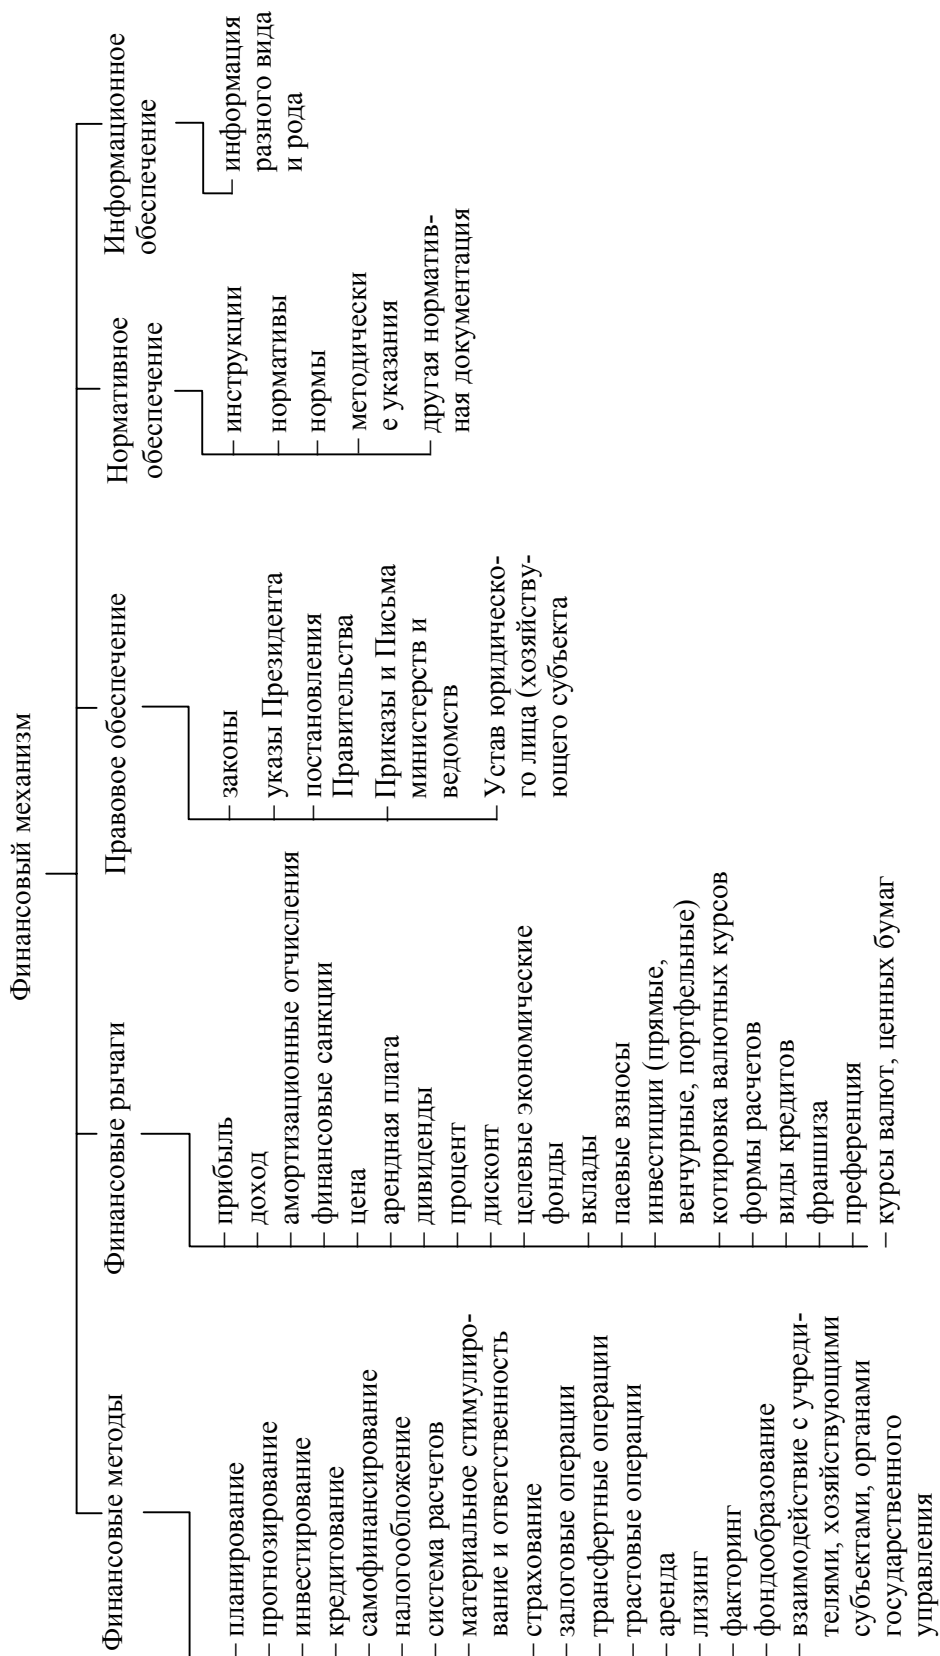 Финансовый механизм
Финансовые методы
– планирование
– прогнозирование
– инвестирование
– кредитование
– самофинансирование
– налогообложение
– система расчетов
– материальное стимулиро-
вание и ответственность
– страхование
– залоговые операции
– трансфертные операции
– трастовые операции
– аренда
– лизинг
– факторинг
– фондообразование
– взаимодействие с учреди-
телями, хозяйствующими
субъектами, органами
государственного
управления
Финансовые рычаги
прибыль
доход
амортизационные отчисления
финансовые санкции
цена
арендная плата
дивиденды
процент
дисконт
целевые экономические
фонды
вклады
паевые взносы
инвестиции (прямые,
венчурные, портфельные)
котировка валютных курсов
формы расчетов
виды кредитов
франшиза
преференция
– курсы валют, ценных бумаг
Правовое обеспечение
законы
указы Президента
постановления
Правительства
Приказы и Письма
министерств и
ведомств
Устав юридическо-
го лица (хозяйству-
ющего субъекта
Нормативное
обеспечение
инструкции
нормативы
нормы
методически
е указания
другая норматив-
ная документация
Информационное
обеспечение
информация
разного вида
и рода